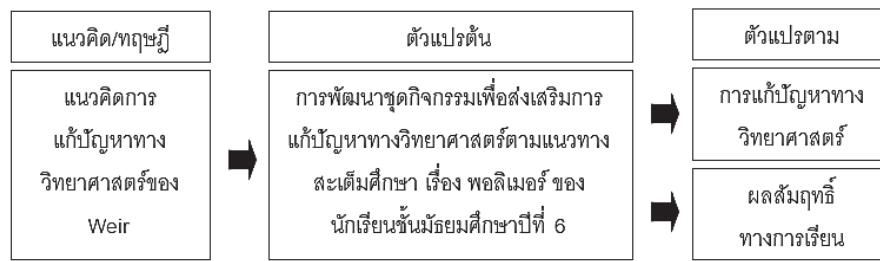 แนวคิด/ทฤษฎี
แนวคิดการ
แก้ปัญหาทาง
วิทยาศาสตร์ของ
Weir
ตัวแปรต้น
การพัฒนาชุดกิจกรรมเพื่อส่งเสริมการ
แก้ปัญหาทางวิทยาศาสตร์ตามแนวทาง
สะเต็มศึกษา เรื่อง พอลิเมอร์ ของ
นักเรียนชั้นมัธยมศึกษาปีที่ 6
ตัวแปรตาม
การแก้ปัญหาทาง
วิทยาศาสตร์
ผลสัมฤทธิ์
ทางการเรียน